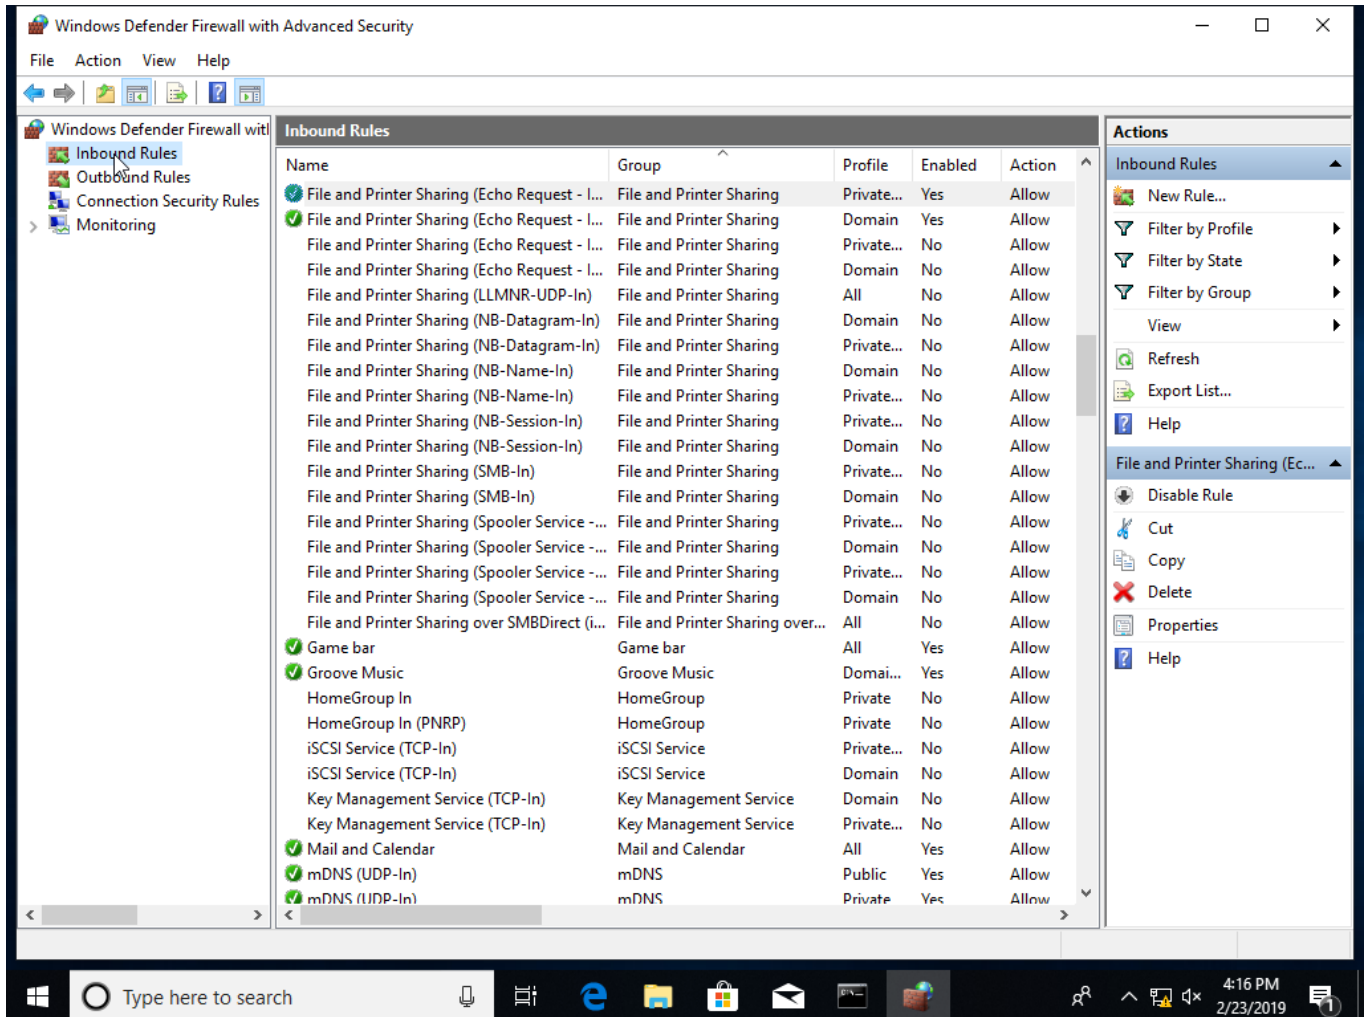 Windows Defender Firewall with Advanced Security
File Action View Help
Windows Defender Firewall witl
Inbound Rules
Outbound Rules
Connection Security Rules
Monitoring
Inbound Rules
Name Group Profile Enabled Action
File and Printer Sharing (Echo Request - I... File and Printer Sharing Private... Yes Allow
File and Printer Sharing (Echo Request - I... File and Printer Sharing Domain Yes Allow
File and Printer Sharing (Echo Request - I... File and Printer Sharing Private... No Allow
File and Printer Sharing (Echo Request - I... File and Printer Sharing Domain No Allow
File and Printer Sharing (LLMNR-UDP-In) File and Printer Sharing All No Allow
File and Printer Sharing (NB-Datagram-In) File and Printer Sharing Domain No Allow
File and Printer Sharing (NB-Datagram-In) File and Printer Sharing Private... No Allow
File and Printer Sharing (NB-Name-In) File and Printer Sharing Domain No Allow
File and Printer Sharing (NB-Name-In) File and Printer Sharing Private... No Allow
File and Printer Sharing (NB-Session-In) File and Printer Sharing Private... No Allow
File and Printer Sharing (NB-Session-In) File and Printer Sharing Domain No Allow
File and Printer Sharing (SMB-In) File and Printer Sharing Private... No Allow
File and Printer Sharing (SMB-In) File and Printer Sharing Domain No Allow
File and Printer Sharing (Spooler Service -... File and Printer Sharing Private... No Allow
File and Printer Sharing (Spooler Service -... File and Printer Sharing Domain No Allow
File and Printer Sharing (Spooler Service -... File and Printer Sharing Private... No Allow
File and Printer Sharing (Spooler Service -... File and Printer Sharing Domain No Allow
File and Printer Sharing over SMBDirect (i... File and Printer Sharing over... All No Allow
Game bar Game bar All Yes Allow
Groove Music Groove Music Domai... Yes Allow
HomeGroup In HomeGroup Private No Allow
HomeGroup In (PNRP) HomeGroup Private No Allow
iSCSI Service (TCP-In) iSCSI Service Private... No Allow
iSCSI Service (TCP-In) iSCSI Service Domain No Allow
Key Management Service (TCP-In) Key Management Service Domain No Allow
Key Management Service (TCP-In) Key Management Service Private... No Allow
Mail and Calendar Mail and Calendar All Yes Allow
mDNS (UDP-In) mDNS Public Yes Allow
mDNS (UDP-In) mDNS Private Yes Allow
Actions
Inbound Rules
New Rule...
Filter by Profile
Filter by State
Filter by Group
View
Refresh
Export List...
Help
File and Printer Sharing (Ec...
Disable Rule
Cut
Copy
Delete
Properties
Help
Type here to search
4:16 PM
2/23/2019
1